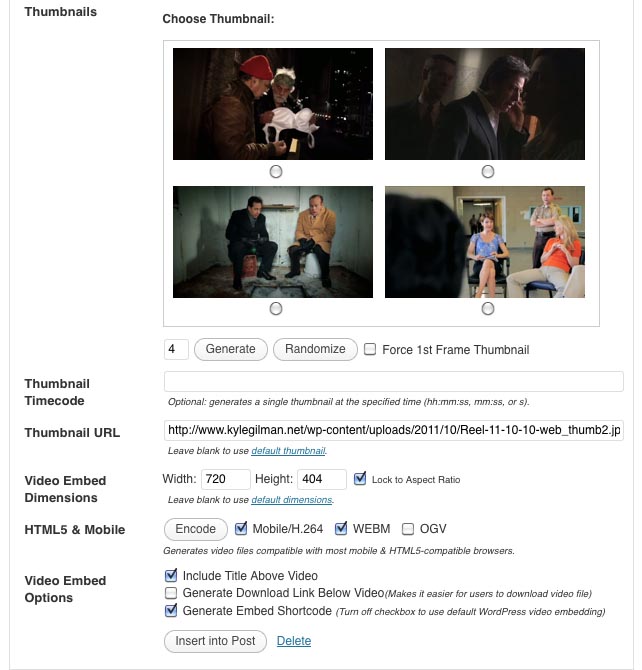 Thumbnails
Choose Thumbnail:
4 Generate Randomize Force 1st Frame Thumbnail
Thumbnail
Timecode
Optional: generates a single thumbnail at the specified time (hh:mm:ss, mm:ss, or s).
Thumbnail URL http://www.kylegilman.net/wp-content/uploads/2011/10/Reel-11-10-10-web_thumb2.jp
Leave blank to use default thumbnail.
Video Embed
Dimensions
Width: 720 Height: 404 Lock to Aspect Ratio
Leave blank to use default dimensions.
HTML5 & Mobile Encode Mobile/H.264 WEBM OGV
Generates video files compatible with most mobile & HTML5-compatible browsers.
Video Embed
Options
Include Title Above Video
Generate Download Link Below Video(Makes it easier for users to download video file)
Generate Embed Shortcode (Turn off checkbox to use default WordPress video embedding)
Insert into Post Delete